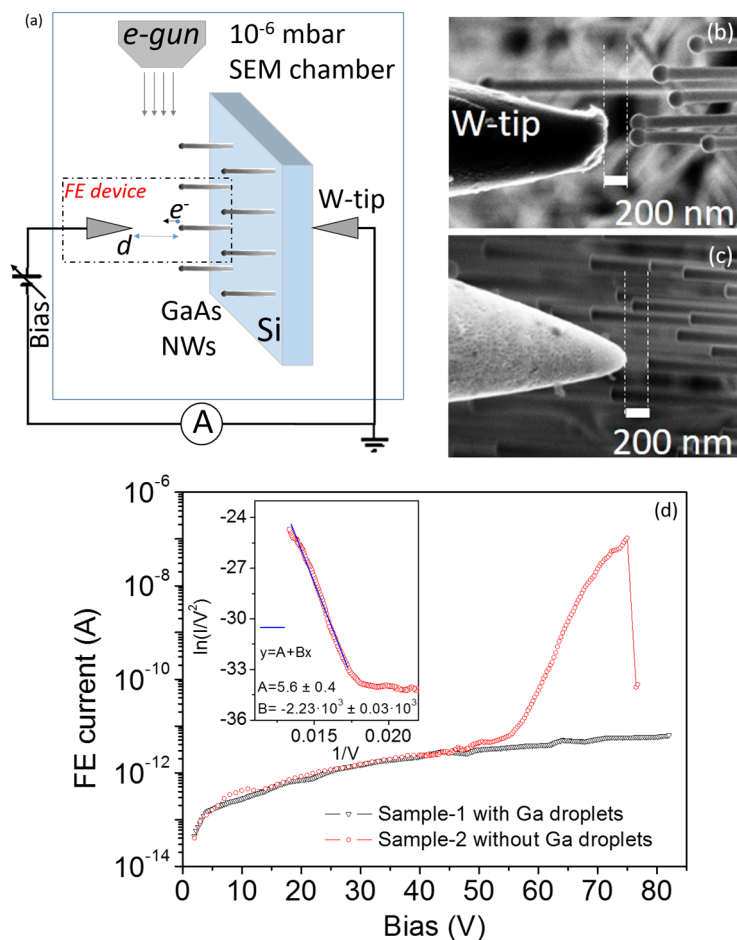 (a)
e-gun
10⁻⁶ mbar
SEM chamber
FE device
e⁻
W-tip
d
GaAs
NWs
Si
Bias
A
(b)
W-tip
200 nm
(c)
200 nm
(d)
FE current (A)
10⁻⁶
10⁻⁸
10⁻¹⁰
10⁻¹²
10⁻¹⁴
0 10 20 30 40 50 60 70 80 90
Bias (V)
ln(I/V²)
-24
-27
-30
-33
-36
0.015 0.020
1/V
y=A+Bx
A=5.6 ± 0.4
B= -2.23·10³ ± 0.03·10³
Sample-1 with Ga droplets
Sample-2 without Ga droplets